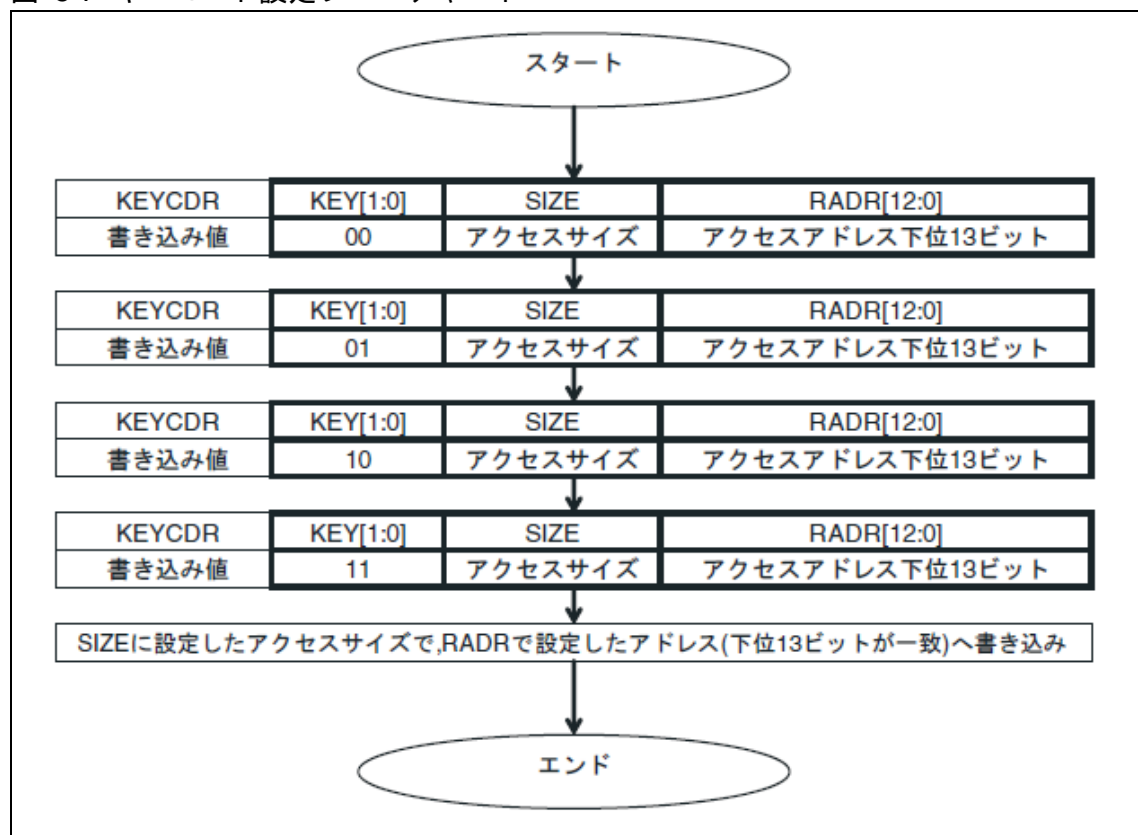 スタート
KEYCDR KEY[1:0] SIZE RADR[12:0]
書き込み値 00 アクセスサイズ アクセスアドレス下位13ビット
KEYCDR KEY[1:0] SIZE RADR[12:0]
書き込み値 01 アクセスサイズ アクセスアドレス下位13ビット
KEYCDR KEY[1:0] SIZE RADR[12:0]
書き込み値 10 アクセスサイズ アクセスアドレス下位13ビット
KEYCDR KEY[1:0] SIZE RADR[12:0]
書き込み値 11 アクセスサイズ アクセスアドレス下位13ビット
SIZEに設定したアクセスサイズで,RADRで設定したアドレス(下位13ビットが一致)へ書き込み
エンド